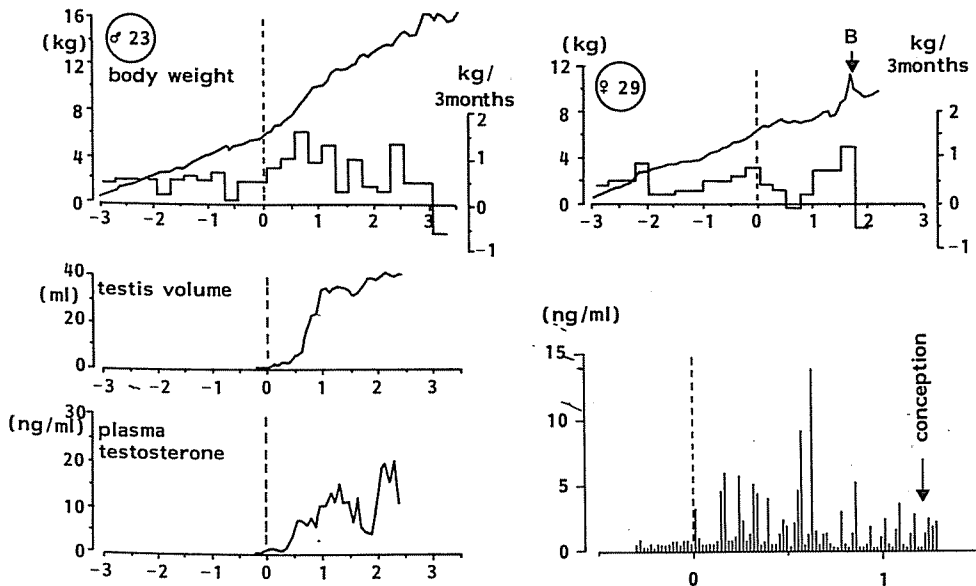 16
(kg)
12
8
4
0
♂ 23
body weight
kg/
3months
2
1
0
-1
-3 -2 -1 0 1 2 3
40
(ml)
20
0
testis volume
-3 -2 -1 0 1 2 3
30
(ng/ml)
20
10
0
plasma
testosterone
-3 -2 -1 0 1 2 3
(kg)
12
8
4
0
♀ 29
B
kg/
3months
2
1
0
-1
-3 -2 -1 0 1 2 3
(ng/ml)
15
10
5
0
conception
0 1